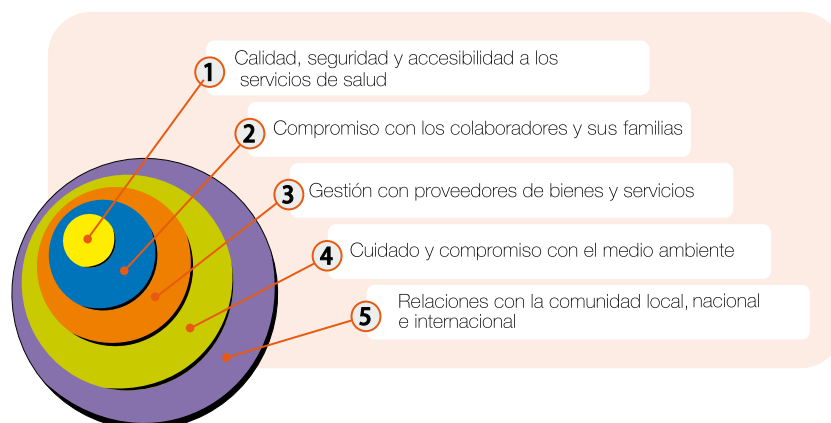 1 Calidad, seguridad y accesibilidad a los
servicios de salud
2 Compromiso con los colaboradores y sus familias
3 Gestión con proveedores de bienes y servicios
4 Cuidado y compromiso con el medio ambiente
5 Relaciones con la comunidad local, nacional
e internacional